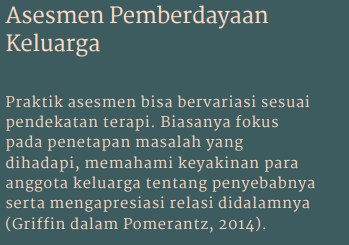 Asesmen Pemberdayaan
Keluarga
Praktik asesmen bisa bervariasi sesuai
pendekatan terapi. Biasanya fokus
pada penetapan masalah yang
dihadapi, memahami keyakinan para
anggota keluarga tentang penyebabnya
serta mengapresiasi relasi didalamnya
(Griffin dalam Pomerantz, 2014).